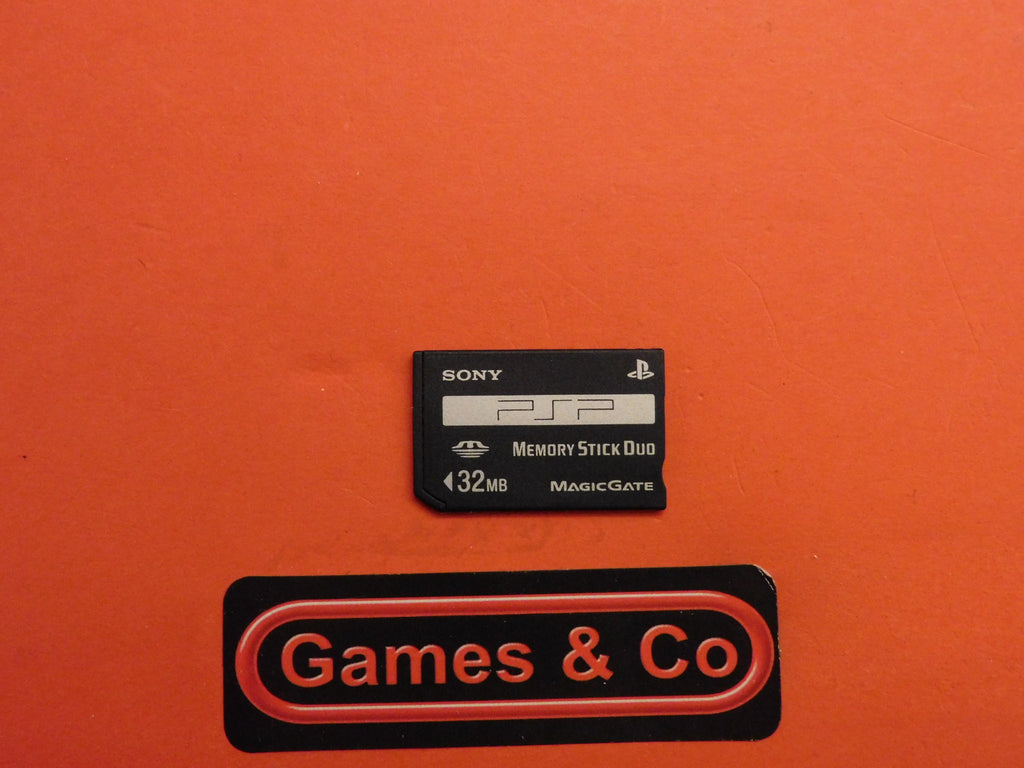 SONY
PSP
MEMORY STICK DUO
32MB
MAGICGATE
Games & Co